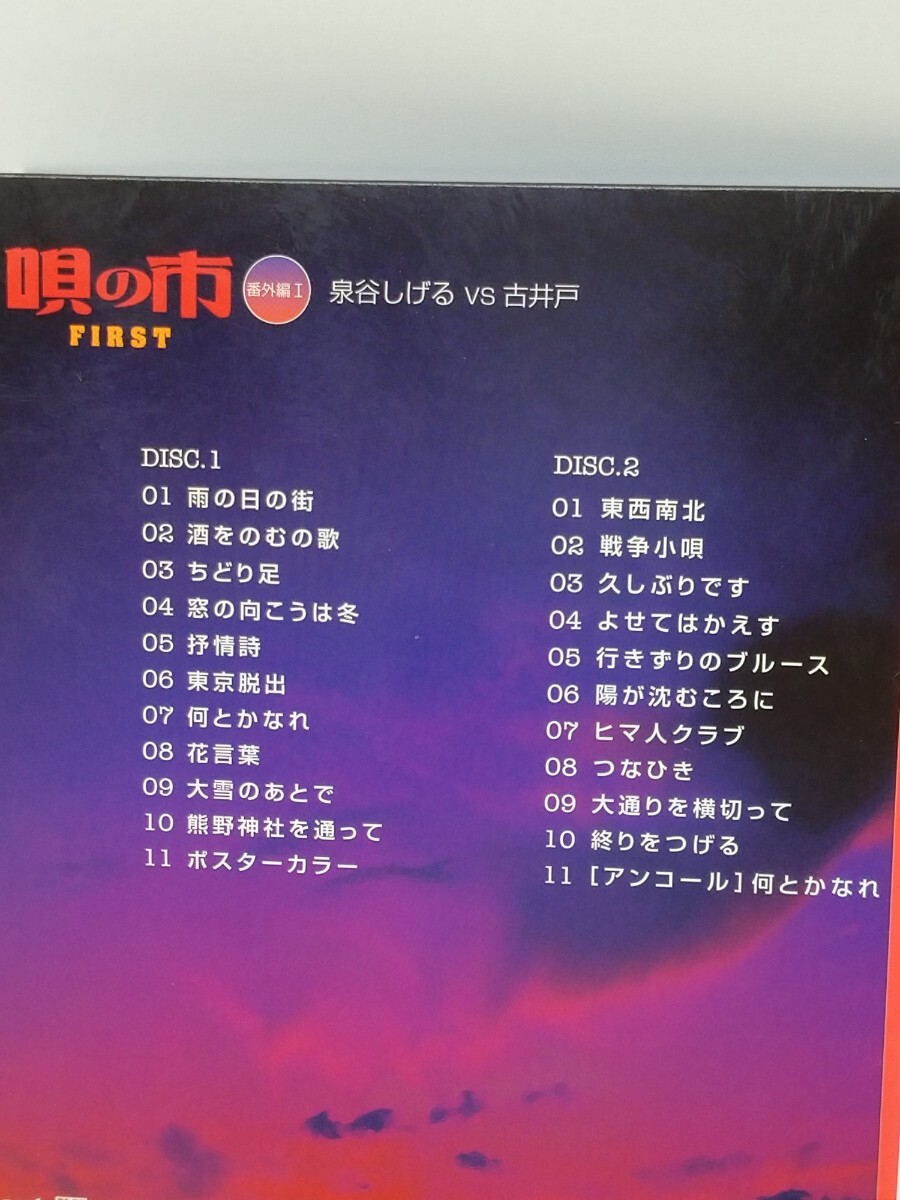 唄の市 番外編 I 泉谷しげる vs 古井戸
FIRST
DISC.1
01 雨の日の街
02 酒をのむの歌
03 ちどり足
04 窓の向こうは冬
05 抒情詩
06 東京脱出
07 何とかなれ
08 花言葉
09 大雪のあとで
10 熊野神社を通って
11 ポスターカラー
DISC.2
01 東西南北
02 戦争小唄
03 久しぶりです
04 よせてはかえす
05 行きずりのブルース
06 陽が沈むころに
07 ヒマ人クラブ
08 つなひき
09 大通りを横切って
10 終りをつげる
11 [アンコール] 何とかなれ